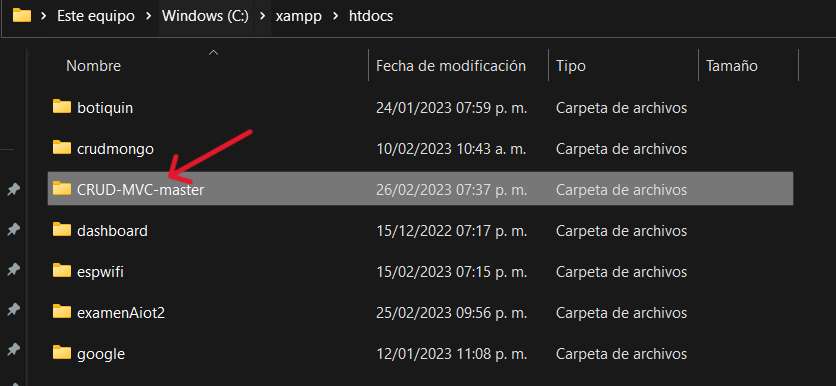 Este equipo > Windows (C:) > xampp > htdocs
Nombre Fecha de modificación Tipo Tamaño
botiquin 24/01/2023 07:59 p. m. Carpeta de archivos
crudmongo 10/02/2023 10:43 a. m. Carpeta de archivos
CRUD-MVC-master 26/02/2023 07:37 p. m. Carpeta de archivos
dashboard 15/12/2022 07:17 p. m. Carpeta de archivos
espwifi 15/02/2023 07:15 p. m. Carpeta de archivos
examenAiot2 25/02/2023 09:56 p. m. Carpeta de archivos
google 12/01/2023 11:08 p. m. Carpeta de archivos